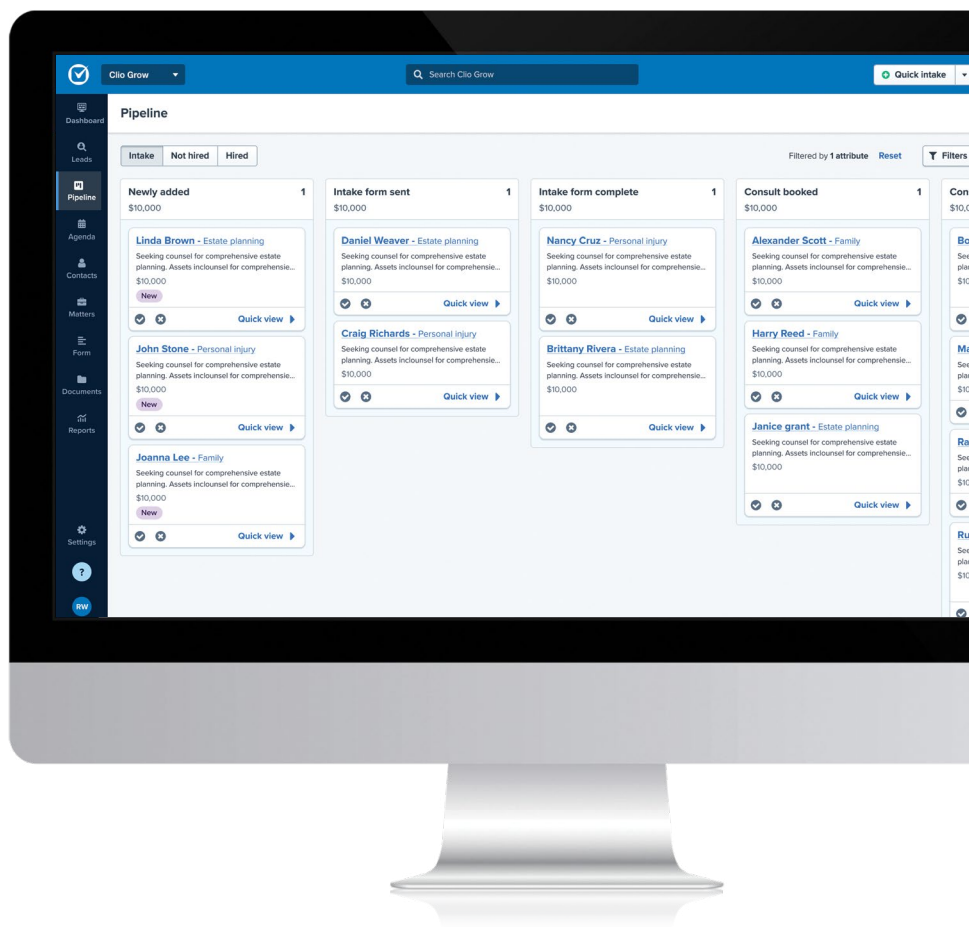 Clio Grow
Search Clio Grow
Quick intake
Dashboard
Leads
PJ
Pipeline
Agenda
Contacts
Matters
Form
Documents
Reports
Settings
?
RW
Pipeline
Intake Not hired Hired
Filtered by 1 attribute Reset Filters
Newly added 1
$10,000
Linda Brown - Estate planning
Seeking counsel for comprehensive estate
planning. Assets inclounsel for comprehensie...
$10,000
New
Quick view
John Stone - Personal injury
Seeking counsel for comprehensive estate
planning. Assets inclounsel for comprehensie...
$10,000
New
Quick view
Joanna Lee - Family
Seeking counsel for comprehensive estate
planning. Assets inclounsel for comprehensie...
$10,000
New
Quick view
Intake form sent 1
$10,000
Daniel Weaver - Estate planning
Seeking counsel for comprehensive estate
planning. Assets inclounsel for comprehensie...
$10,000
Quick view
Craig Richards - Personal injury
Seeking counsel for comprehensive estate
planning. Assets inclounsel for comprehensie...
$10,000
Quick view
Intake form complete 1
$10,000
Nancy Cruz - Personal injury
Seeking counsel for comprehensive estate
planning. Assets inclounsel for comprehensie...
$10,000
Quick view
Brittany Rivera - Estate planning
Seeking counsel for comprehensive estate
planning. Assets inclounsel for comprehensie...
$10,000
Quick view
Consult booked 1
$10,000
Alexander Scott - Family
Seeking counsel for comprehensive estate
planning. Assets inclounsel for comprehensie...
$10,000
Quick view
Harry Reed - Family
Seeking counsel for comprehensive estate
planning. Assets inclounsel for comprehensie...
$10,000
Quick view
Janice grant - Estate planning
Seeking counsel for comprehensive estate
planning. Assets inclounsel for comprehensie...
$10,000
Quick view